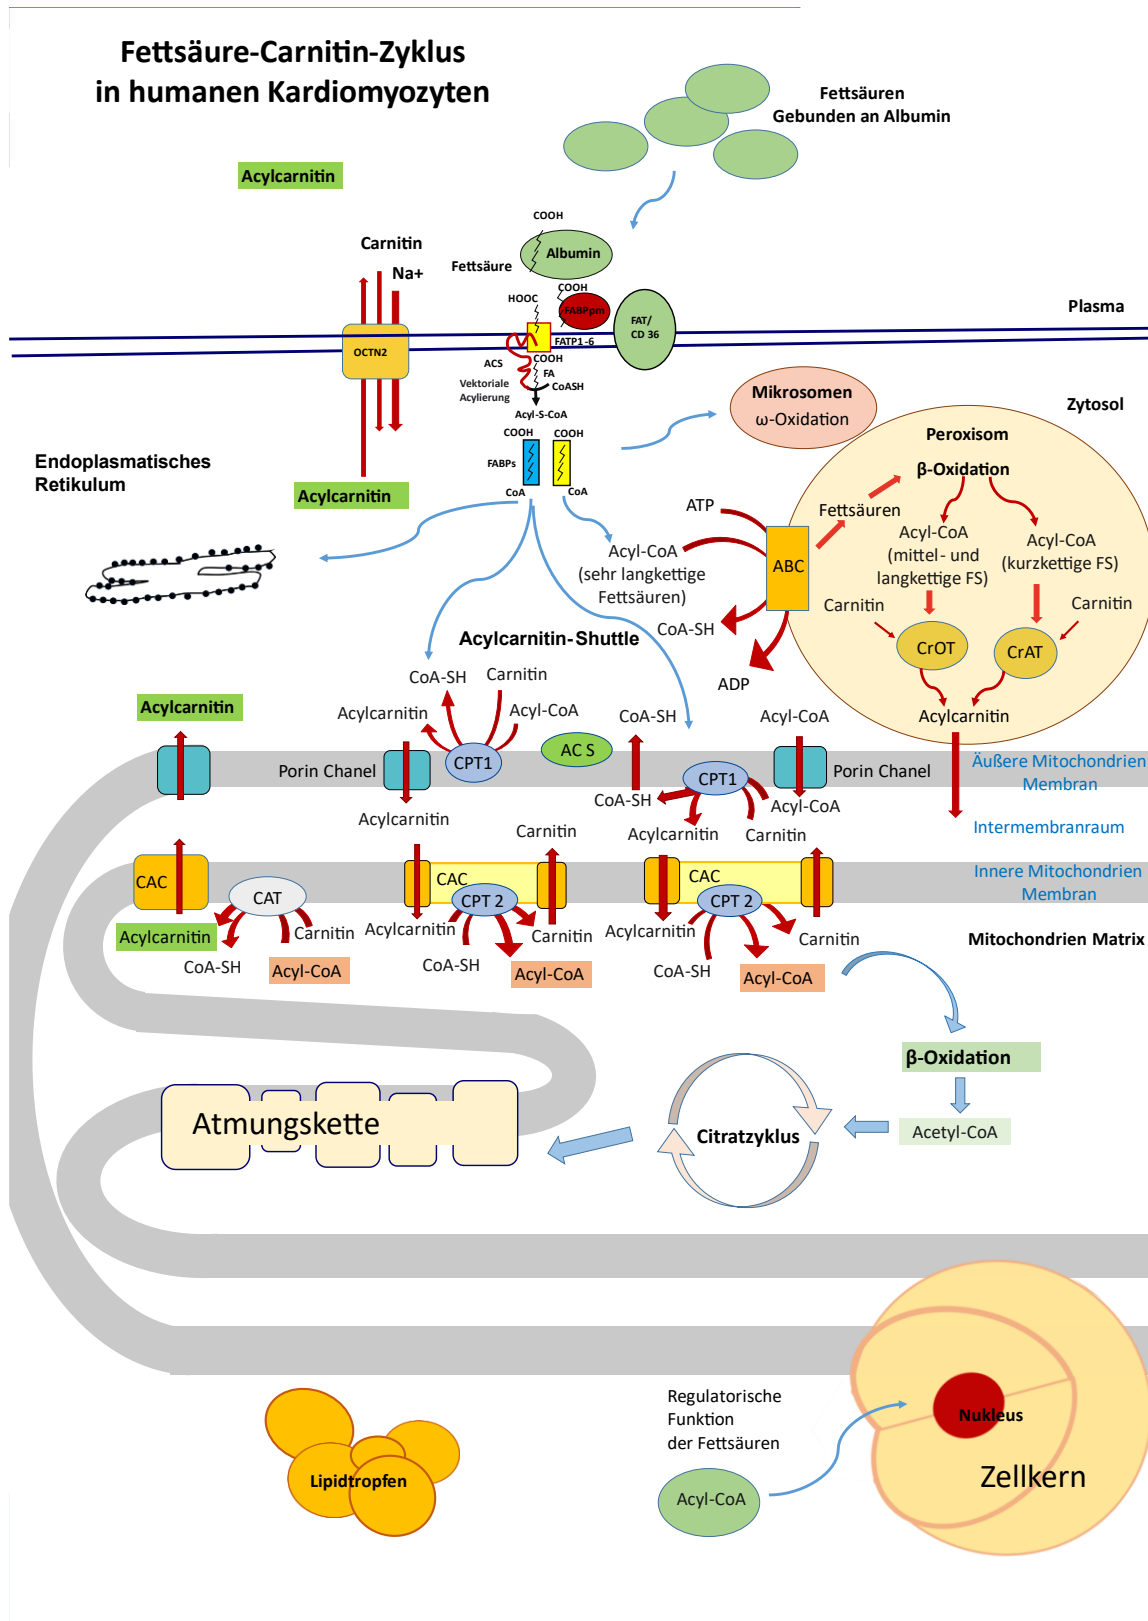 Fettsäure-Carnitin-Zyklus
in humanen Kardiomyozyten
Fettsäuren
Gebunden an Albumin
Acylcarnitin
COOH
Carnitin
Albumin
Fettsäure
Na+
COOH
HOOC
FABPpm
Plasma
FAT/
CD 36
OCTN2
FATP1-6
COOH
ACS
FA
Vektoriale
Acylierung
CoASH
Acyl-S-CoA
Mikrosomen
ω-Oxidation
Zytosol
COOH
COOH
Peroxisom
Endoplasmatisches
Retikulum
FABPs
β-Oxidation
CoA
CoA
Acylcarnitin
ATP
Fettsäuren
Acyl-CoA
(mittel- und
langkettige FS)
Acyl-CoA
(kurzkettige FS)
Acyl-CoA
(sehr langkettige
Fettsäuren)
ABC
Carnitin
Carnitin
CoA-SH
Acylcarnitin-Shuttle
CrOT
CrAT
CoA-SH
Carnitin
ADP
Acylcarnitin
Acylcarnitin
Acyl-CoA
CoA-SH
Acyl-CoA
Acylcarnitin
AC S
CPT1
Porin Chanel
CPT1
Porin Chanel
Äußere Mitochondrien
Membran
CoA-SH
Acyl-CoA
Acylcarnitin
Carnitin
Acylcarnitin
Carnitin
Intermembranraum
CAC
CAC
CAC
Innere Mitochondrien
Membran
CAT
CPT 2
CPT 2
Acylcarnitin
Carnitin
Acylcarnitin
Carnitin
Acylcarnitin
Carnitin
Mitochondrien Matrix
CoA-SH
Acyl-CoA
CoA-SH
Acyl-CoA
CoA-SH
Acyl-CoA
β-Oxidation
Atmungskette
Citratzyklus
Acetyl-CoA
Regulatorische
Funktion
der Fettsäuren
Nukleus
Lipidtropfen
Zellkern
Acyl-CoA